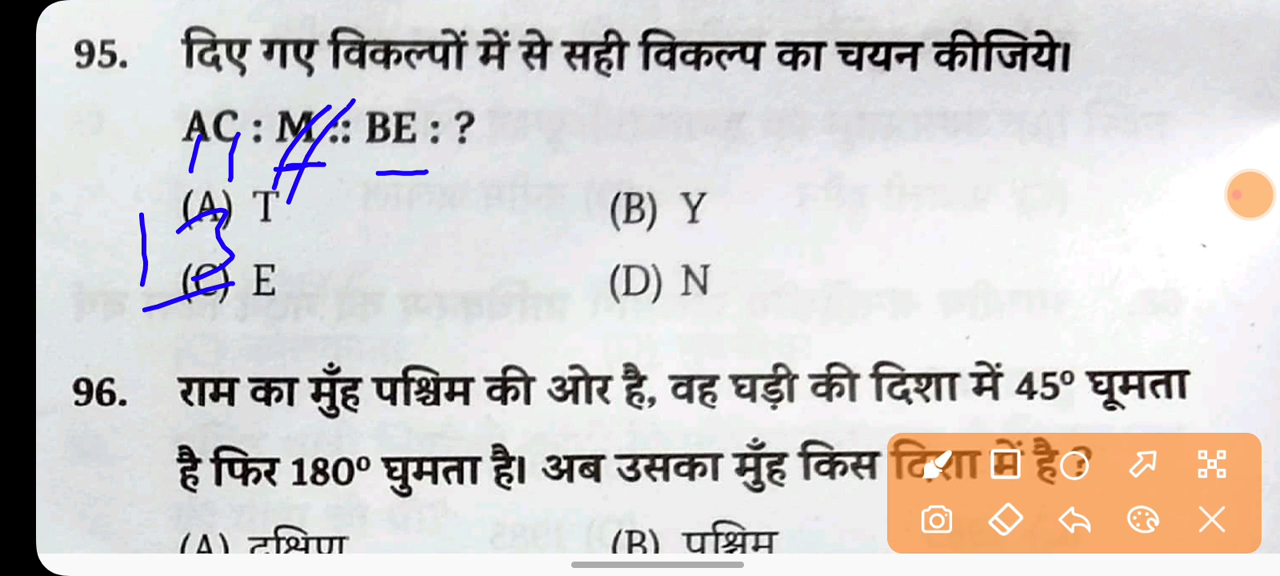 95. दिए गए विकल्पों में से सही विकल्प का चयन कीजिये।
AC : M :: BE : ?
(A) T (B) Y
13
(C) E (D) N
96. राम का मुँह पश्चिम की ओर है, वह घड़ी की दिशा में 45° घूमता
है फिर 180° घुमता है। अब उसका मुँह किस दिशा में है ?
(A) दक्षिण (B) पश्चिम